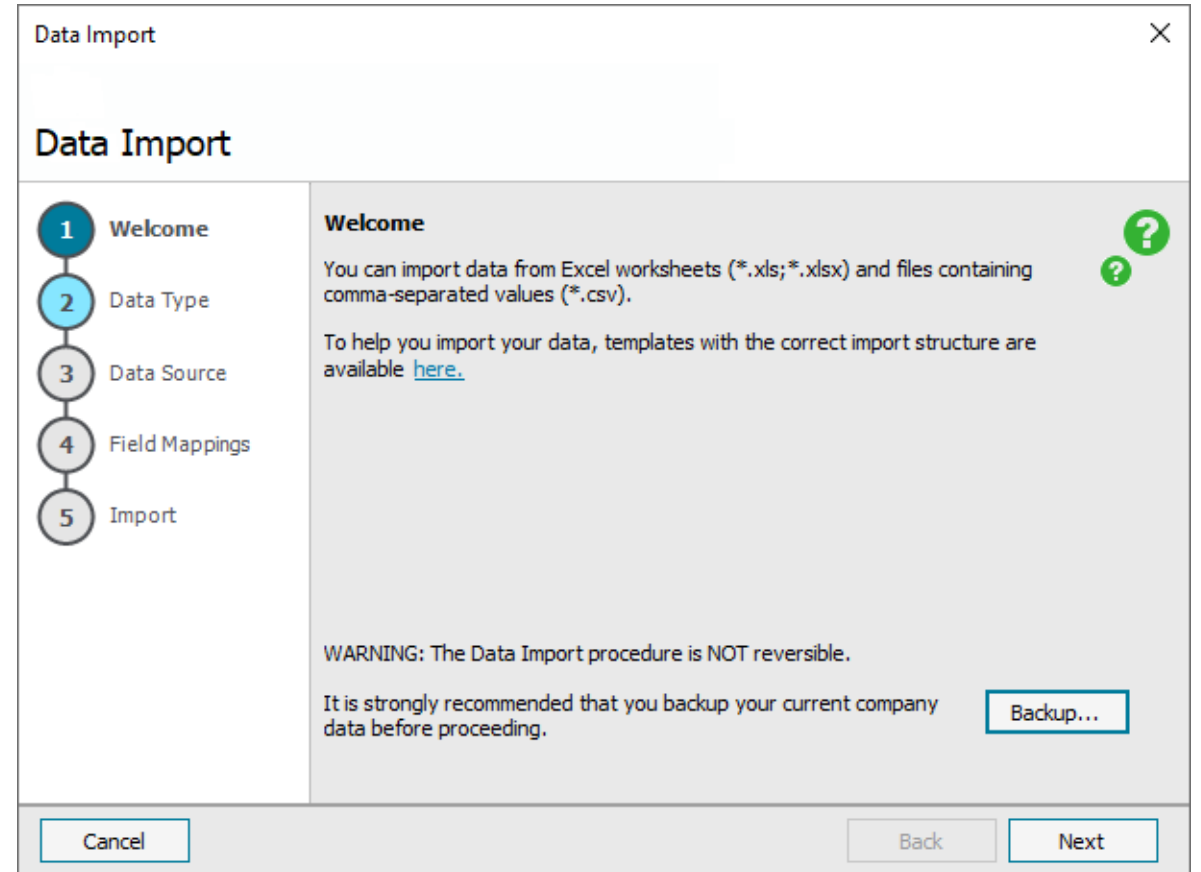 Data Import
Data Import
1 Welcome
2 Data Type
3 Data Source
4 Field Mappings
5 Import
Welcome
You can import data from Excel worksheets (*.xls;*.xlsx) and files containing
comma-separated values (*.csv).
To help you import your data, templates with the correct import structure are
available here.
WARNING: The Data Import procedure is NOT reversible.
It is strongly recommended that you backup your current company
data before proceeding.
Backup...
Cancel
Back
Next